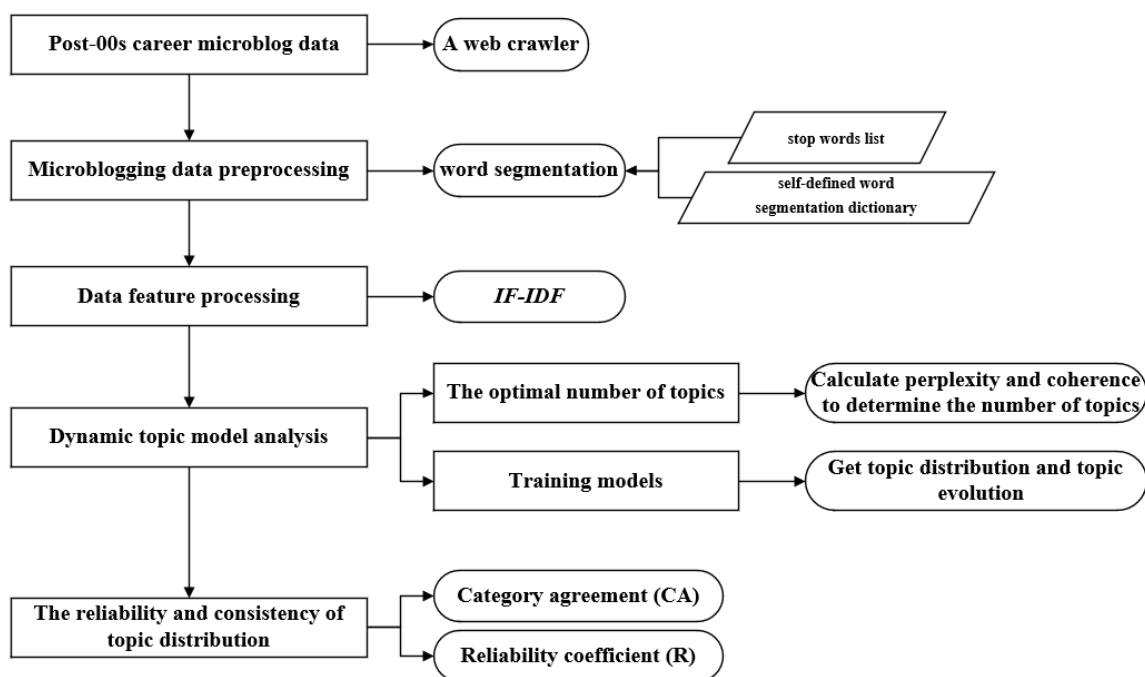 Post-00s career microblog data
A web crawler
stop words list
Microblogging data preprocessing
word segmentation
self-defined word
segmentation dictionary
Data feature processing
IF-IDF
The optimal number of topics
Calculate perplexity and coherence
to determine the number of topics
Dynamic topic model analysis
Training models
Get topic distribution and topic
evolution
The reliability and consistency of
topic distribution
Category agreement (CA)
Reliability coefficient (R)